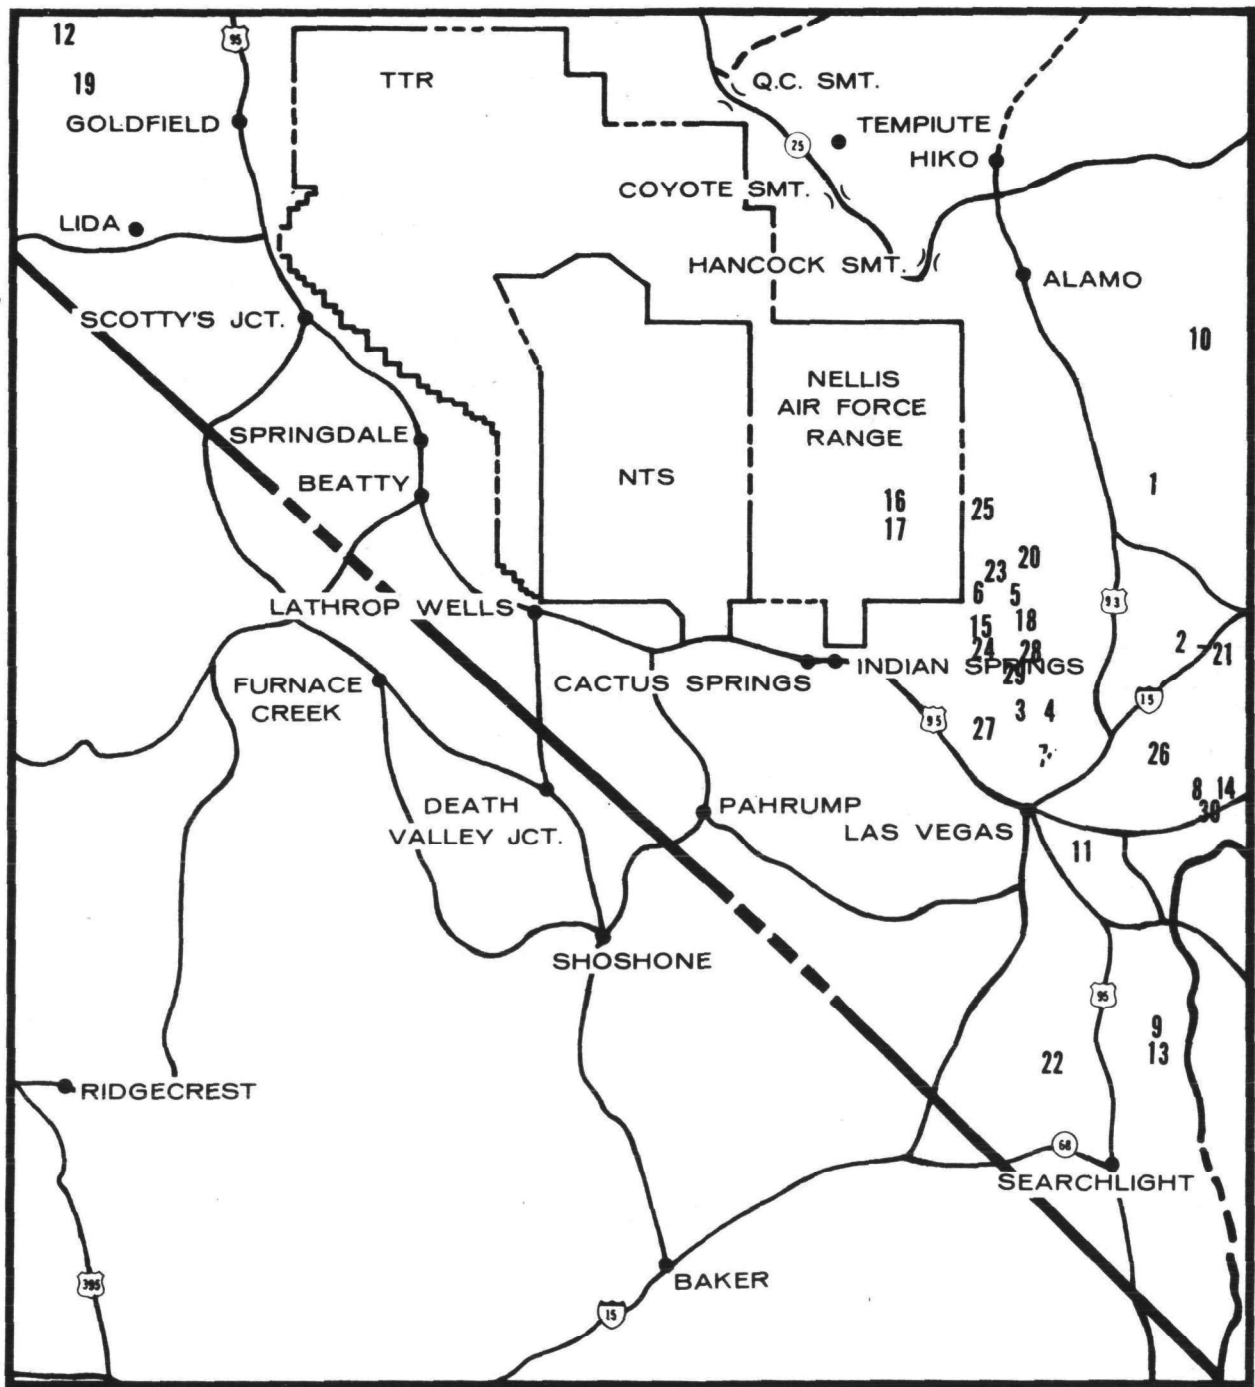 12
95
19
TTR
Q.C. SMT.
GOLDFIELD
TEMPIUTE
25
HIKO
COYOTE SMT.
LIDA
HANCOCK SMT.
ALAMO
SCOTTY'S JCT.
10
NELLIS
AIR FORCE
RANGE
SPRINGDALE
BEATTY
NTS
1
16
17
25
20
23
6
5
93
LATHROP WELLS
15
18
24
28
2
21
INDIAN SPRINGS
29
CACTUS SPRINGS
FURNACE
CREEK
15
3
4
95
27
7
26
8
14
30
DEATH
VALLEY JCT.
PAHRUMP
LAS VEGAS
11
SHOSHONE
95
9
13
22
RIDGECREST
68
SEARCHLIGHT
BAKER
395
15